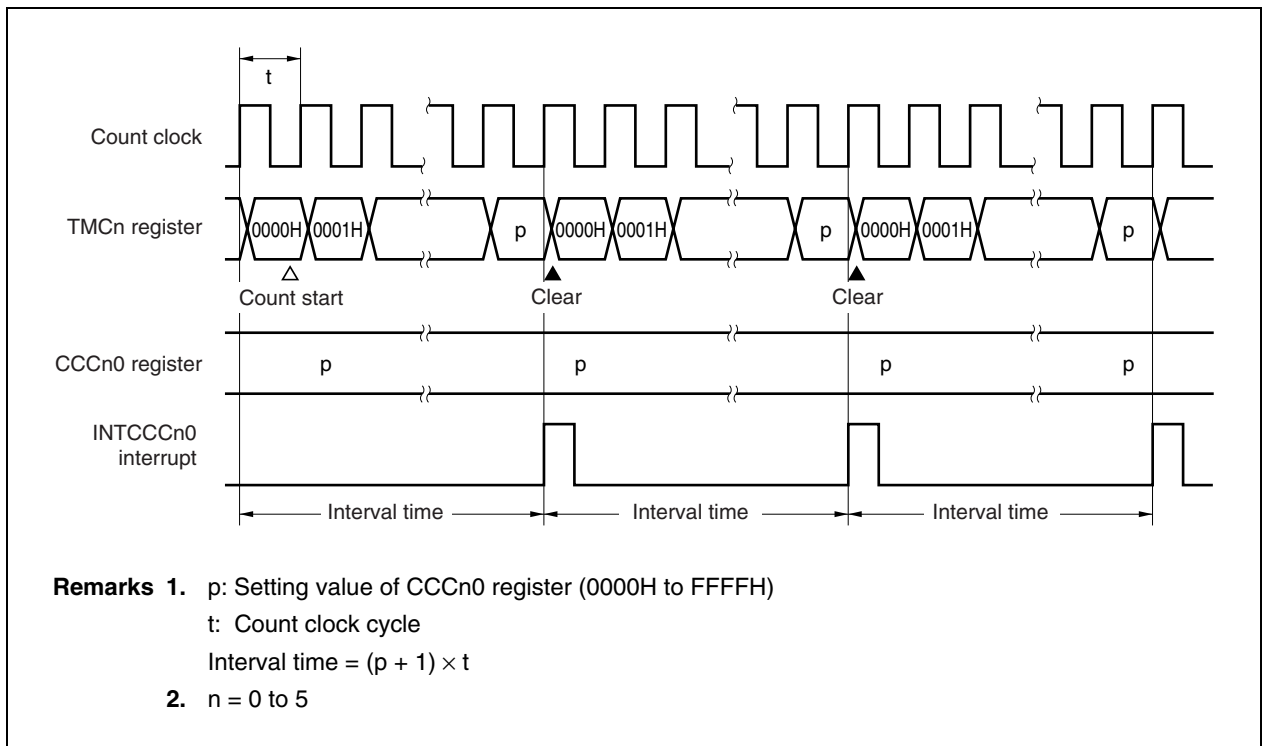 t
Count clock
TMCn register
0000H 0001H p 0000H 0001H p 0000H 0001H p
Count start Clear Clear
CCCn0 register
p p p p
INTCCCn0
interrupt
Interval time Interval time Interval time
Remarks 1. p: Setting value of CCCn0 register (0000H to FFFFH)
t: Count clock cycle
Interval time = (p + 1) × t
2. n = 0 to 5